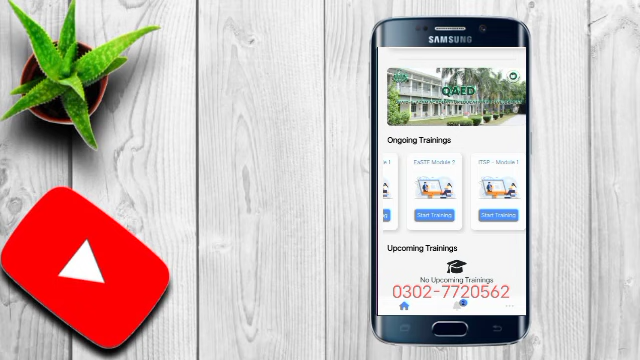 SAMSUNG
QAED
Ongoing Trainings
EaSTE Module 2
ITSP - Module 1
Start Training
Start Training
Upcoming Trainings
No Upcoming Trainings
0302-7720562